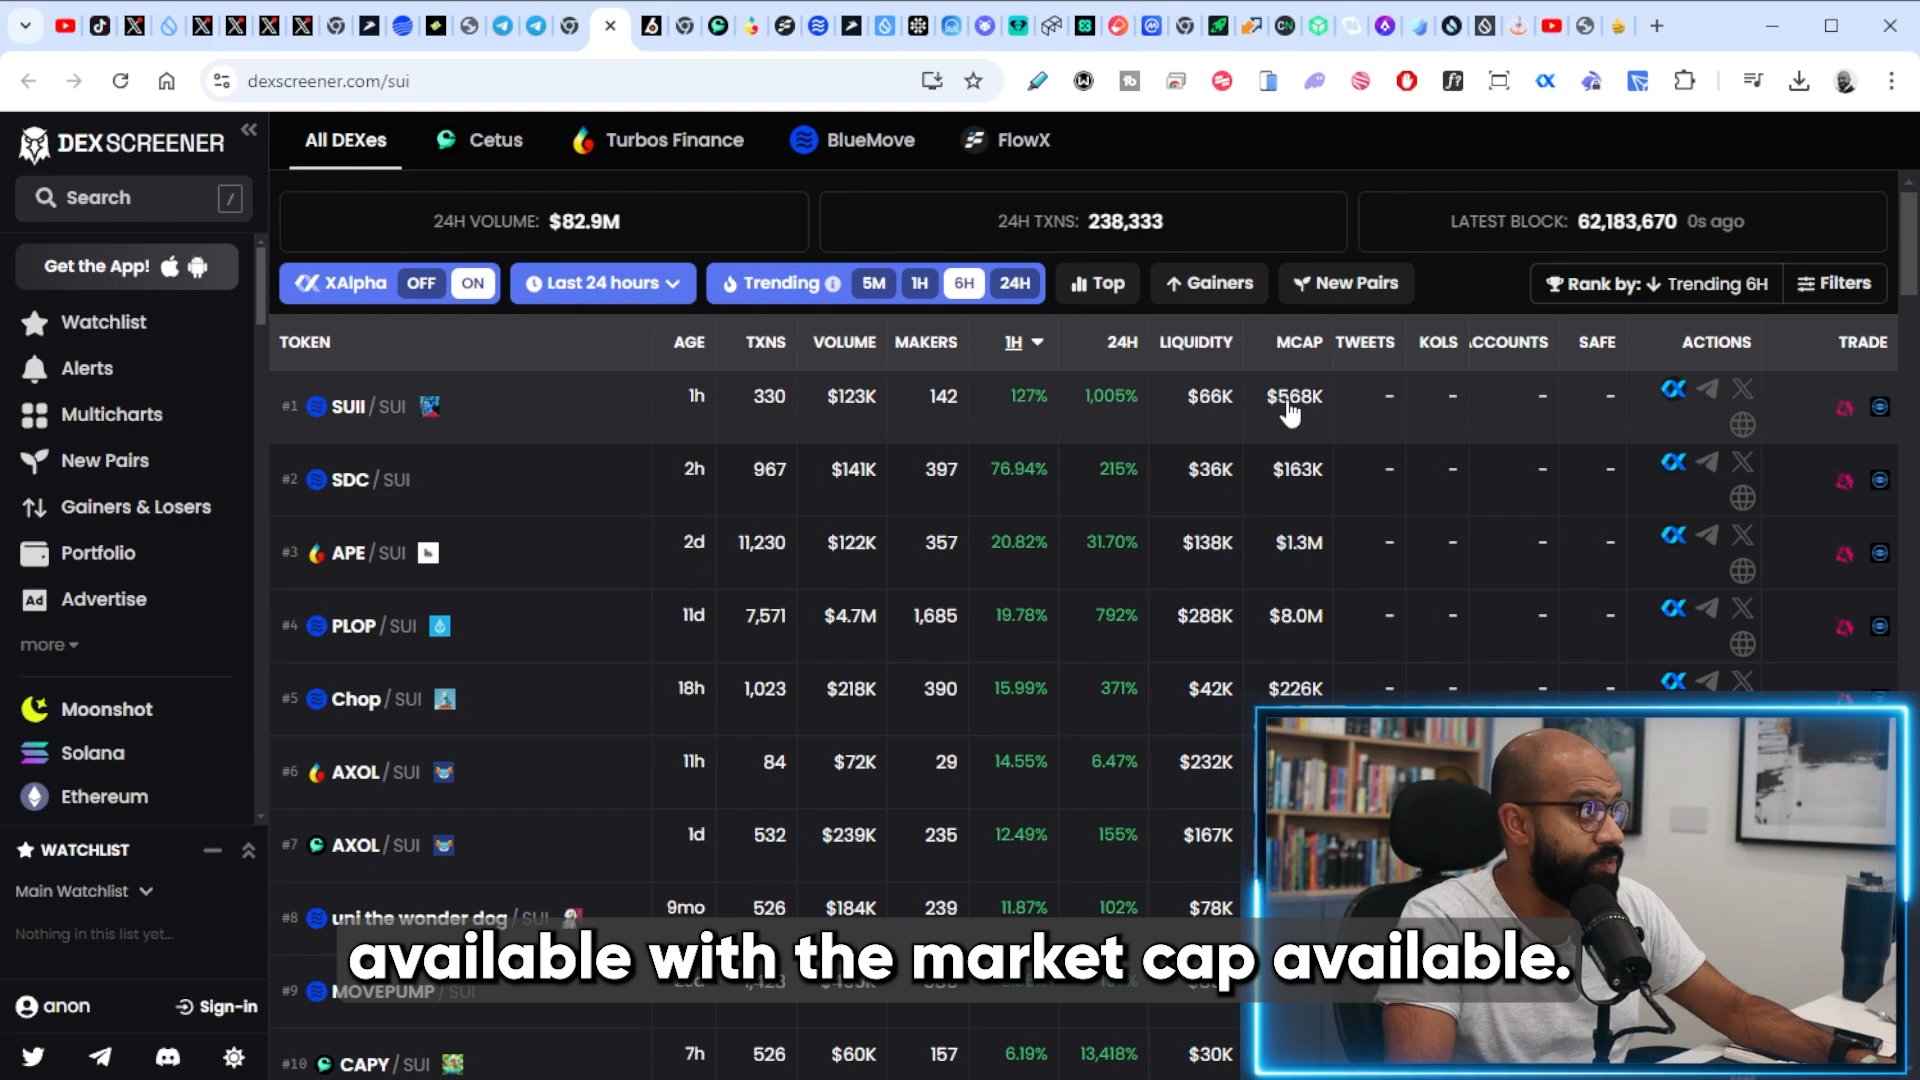 dexscreener.com/sui
DEXSCREENER
Search
/
Get the App!
Watchlist
Alerts
Multicharts
New Pairs
Gainers & Losers
Portfolio
Ad
Advertise
more
Moonshot
Solana
Ethereum
WATCHLIST
Main Watchlist
Nothing in this list yet...
anon
Sign-in
All DEXes Cetus Turbos Finance BlueMove FlowX
24H VOLUME: $82.9M
24H TXNS: 238,333
LATEST BLOCK: 62,183,670 0s ago
XAlpha OFF ON Last 24 hours Trending 5M 1H 6H 24H Top Gainers New Pairs Rank by: Trending 6H Filters
TOKEN AGE TXNS VOLUME MAKERS 1H 24H LIQUIDITY MCAP TWEETS KOLS ACCOUNTS SAFE ACTIONS TRADE
#1 SUII / SUI 1h 330 $123K 142 127% 1,005% $66K $568K - - - -
#2 SDC / SUI 2h 967 $141K 397 76.94% 215% $36K $163K - - - -
#3 APE / SUI 2d 11,230 $122K 357 20.82% 31.70% $138K $1.3M - - - -
#4 PLOP / SUI 11d 7,571 $4.7M 1,685 19.78% 792% $288K $8.0M - - - -
#5 Chop / SUI 18h 1,023 $218K 390 15.99% 371% $42K $226K - - - -
#6 AXOL / SUI 11h 84 $72K 29 14.55% 6.47% $232K
#7 AXOL / SUI 1d 532 $239K 235 12.49% 155% $167K
#8 uni the wonder dog / SUI 9mo 526 $184K 239 11.87% 102% $78K
#9 MOVEPUMP / SUI
#10 CAPY / SUI 7h 526 $60K 157 6.19% 13,418% $30K
available with the market cap available.